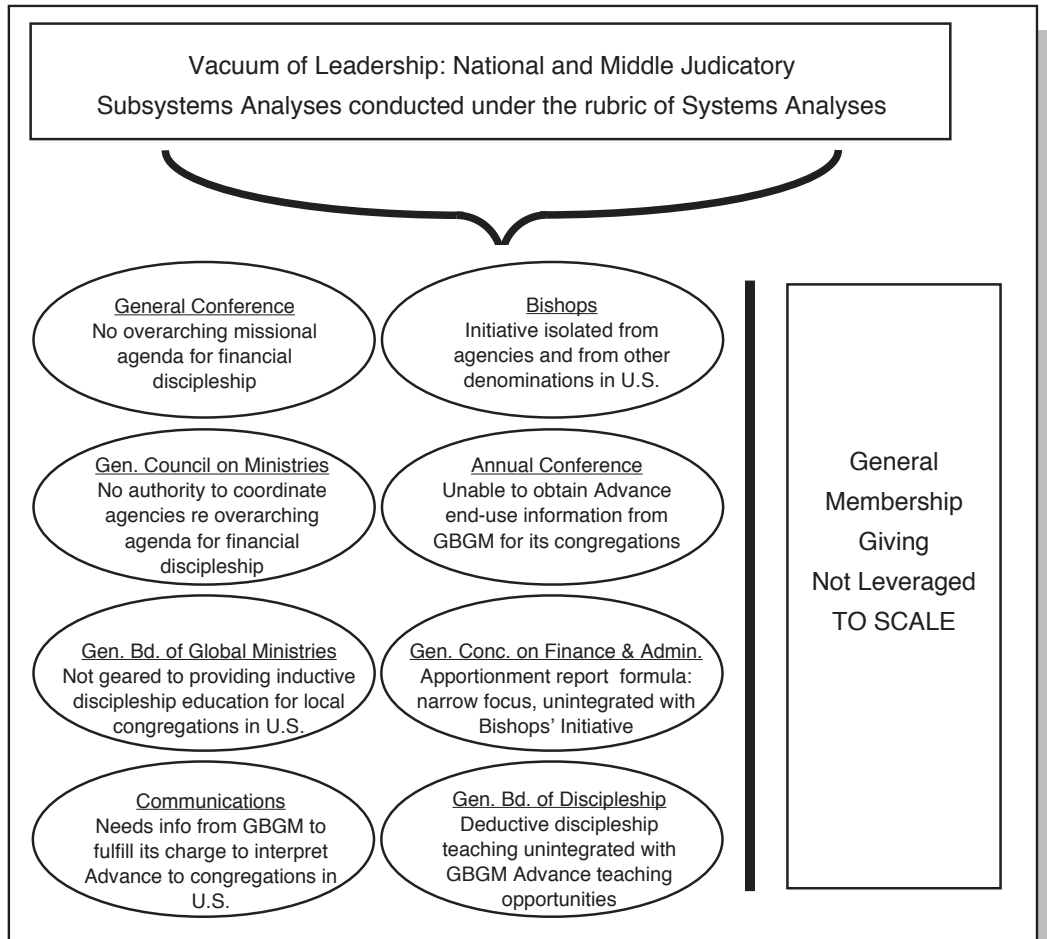 Vacuum of Leadership: National and Middle Judicatory
Subsystems Analyses conducted under the rubric of Systems Analyses
General Conference
No overarching missional
agenda for financial
discipleship
Bishops
Initiative isolated from
agencies and from other
denominations in U.S.
Gen. Council on Ministries
No authority to coordinate
agencies re overarching
agenda for financial
discipleship
Annual Conference
Unable to obtain Advance
end-use information from
GBGM for its congregations
Gen. Bd. of Global Ministries
Not geared to providing inductive
discipleship education for local
congregations in U.S.
Gen. Conc. on Finance & Admin.
Apportionment report formula:
narrow focus, unintegrated with
Bishops' Initiative
Communications
Needs info from GBGM to
fulfill its charge to interpret
Advance to congregations in
U.S.
Gen. Bd. of Discipleship
Deductive discipleship
teaching unintegrated with
GBGM Advance teaching
opportunities
General
Membership
Giving
Not Leveraged
TO SCALE